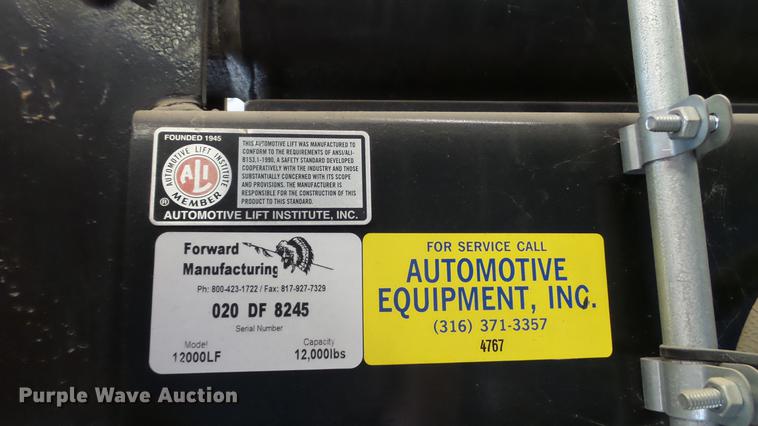 FOUNDED 1945
AUTOMOTIVE LIFT INSTITUTE
ALI
MEMBER
®
THIS AUTOMOTIVE LIFT WAS MANUFACTURED TO
CONFORM TO THE REQUIREMENTS OF ANSI/ALI-
B153.1-1990, A SAFETY STANDARD DEVELOPED
COOPERATIVELY WITH THE INDUSTRY AND THOSE
SUBSTANTIALLY CONCERNED WITH ITS SCOPE
AND PROVISIONS. THE MANUFACTURER IS
RESPONSIBLE FOR THE CONSTRUCTION OF THIS
PRODUCT TO THIS STANDARD.
AUTOMOTIVE LIFT INSTITUTE, INC.
Forward
Manufacturing
Ph: 800-423-1722 / Fax: 817-927-7329
020 DF 8245
Serial Number
Model Capacity
12000LF 12,000lbs
FOR SERVICE CALL
AUTOMOTIVE
EQUIPMENT, INC.
(316) 371-3357
4767
Purple Wave Auction